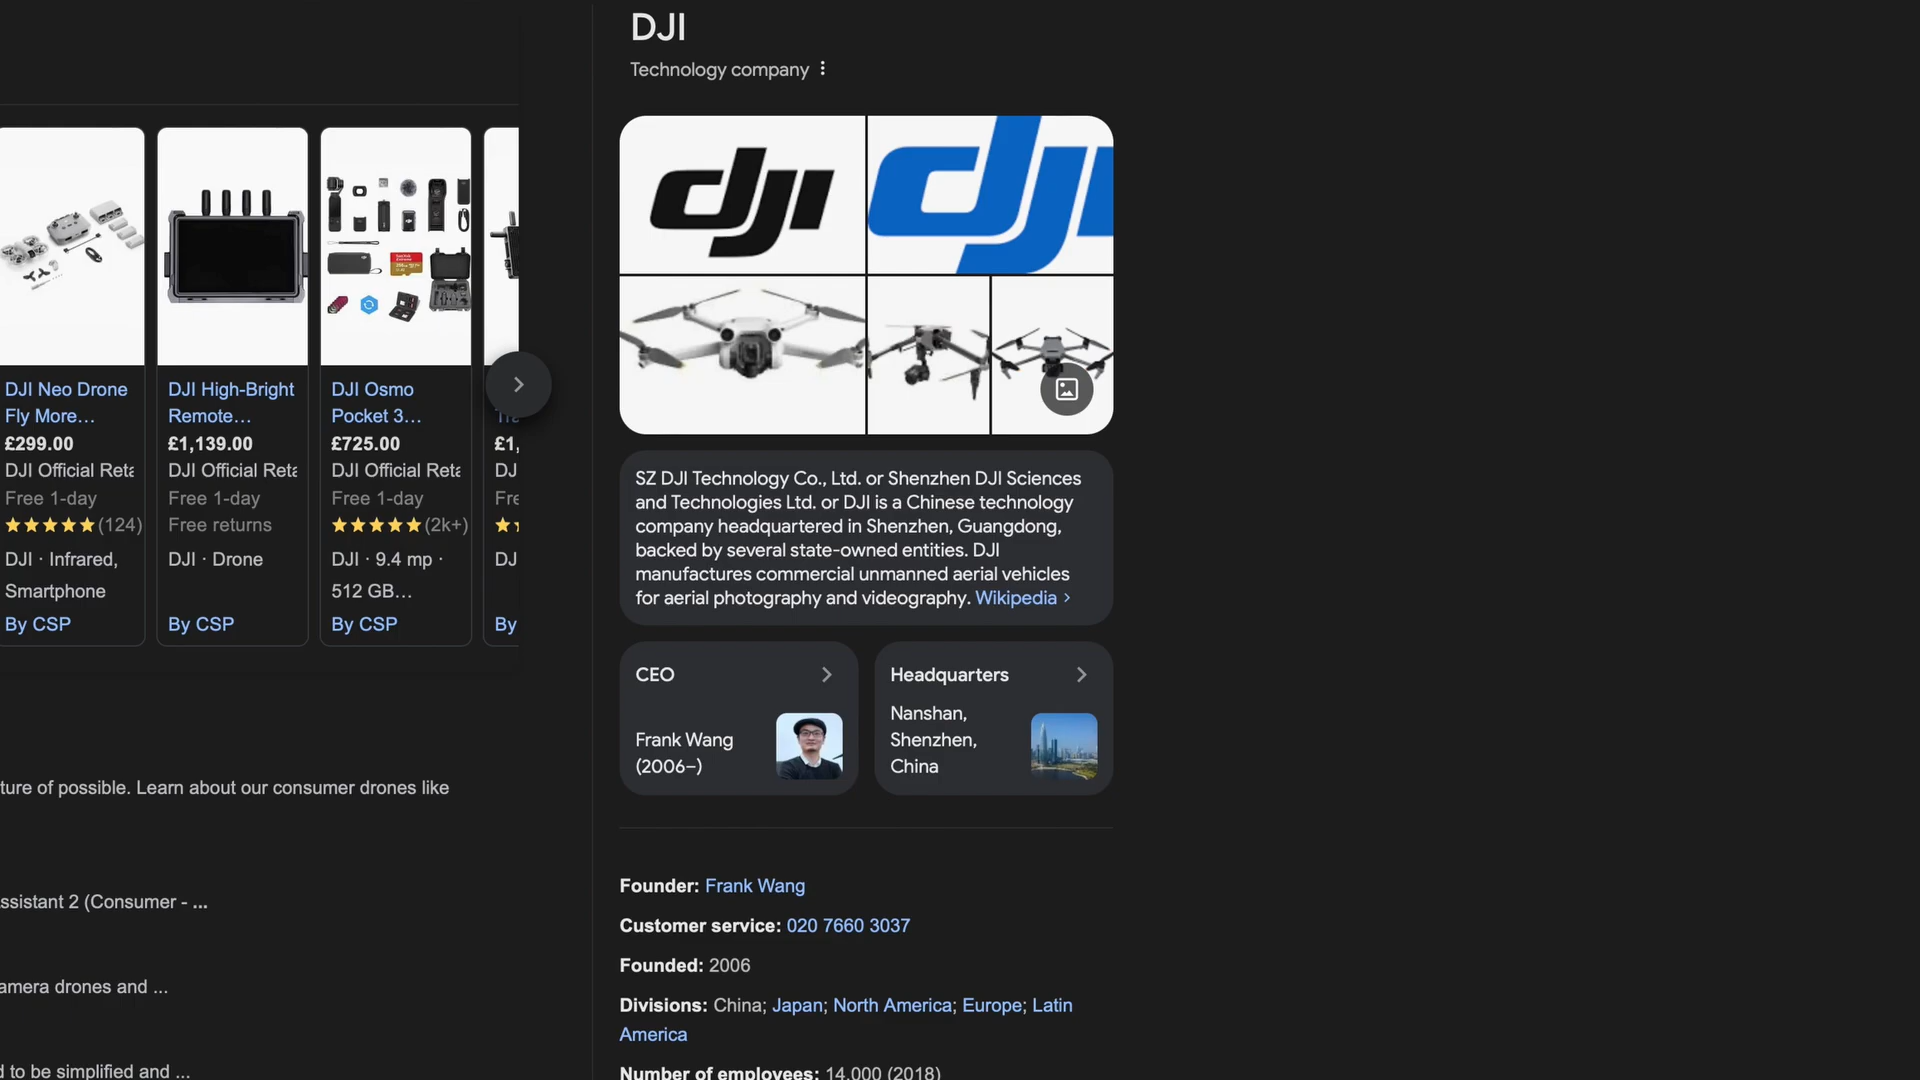 DJI
Technology company
dji
dji
DJI Neo Drone
Fly More...
£299.00
DJI Official Reta
Free 1-day
(124)
DJI · Infrared,
Smartphone
By CSP
DJI High-Bright
Remote...
£1,139.00
DJI Official Reta
Free 1-day
Free returns
DJI · Drone
By CSP
DJI Osmo
Pocket 3...
£725.00
DJI Official Reta
Free 1-day
(2k+)
DJI · 9.4 mp ·
512 GB...
By CSP
£1,
DJI
Fre
DJ
By
SZ DJI Technology Co., Ltd. or Shenzhen DJI Sciences
and Technologies Ltd. or DJI is a Chinese technology
company headquartered in Shenzhen, Guangdong,
backed by several state-owned entities. DJI
manufactures commercial unmanned aerial vehicles
for aerial photography and videography. Wikipedia
CEO
Frank Wang
(2006–)
Headquarters
Nanshan,
Shenzhen,
China
ture of possible. Learn about our consumer drones like
ssistant 2 (Consumer - ...
amera drones and ...
d to be simplified and ...
Founder: Frank Wang
Customer service: 020 7660 3037
Founded: 2006
Divisions: China; Japan; North America; Europe; Latin
America
Number of employees: 14,000 (2018)